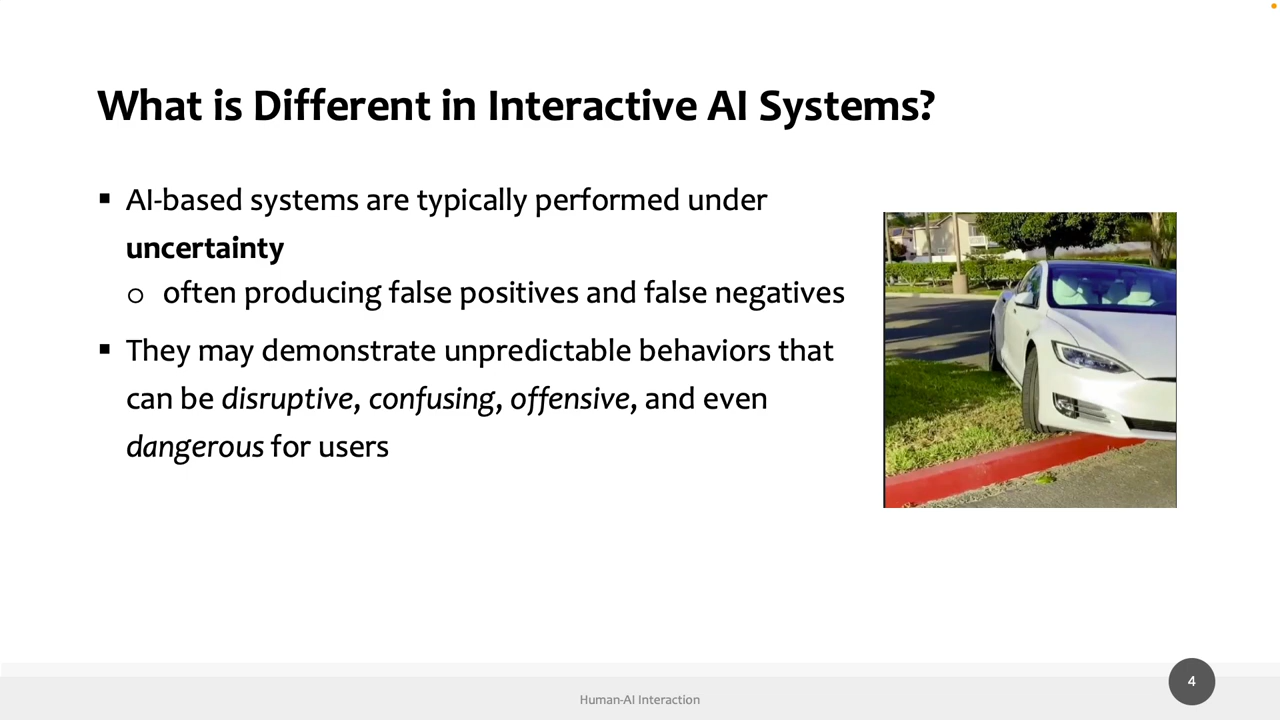 What is Different in Interactive AI Systems?
▪ AI-based systems are typically performed under
uncertainty
o often producing false positives and false negatives
▪ They may demonstrate unpredictable behaviors that
can be disruptive, confusing, offensive, and even
dangerous for users
Human-AI Interaction
4